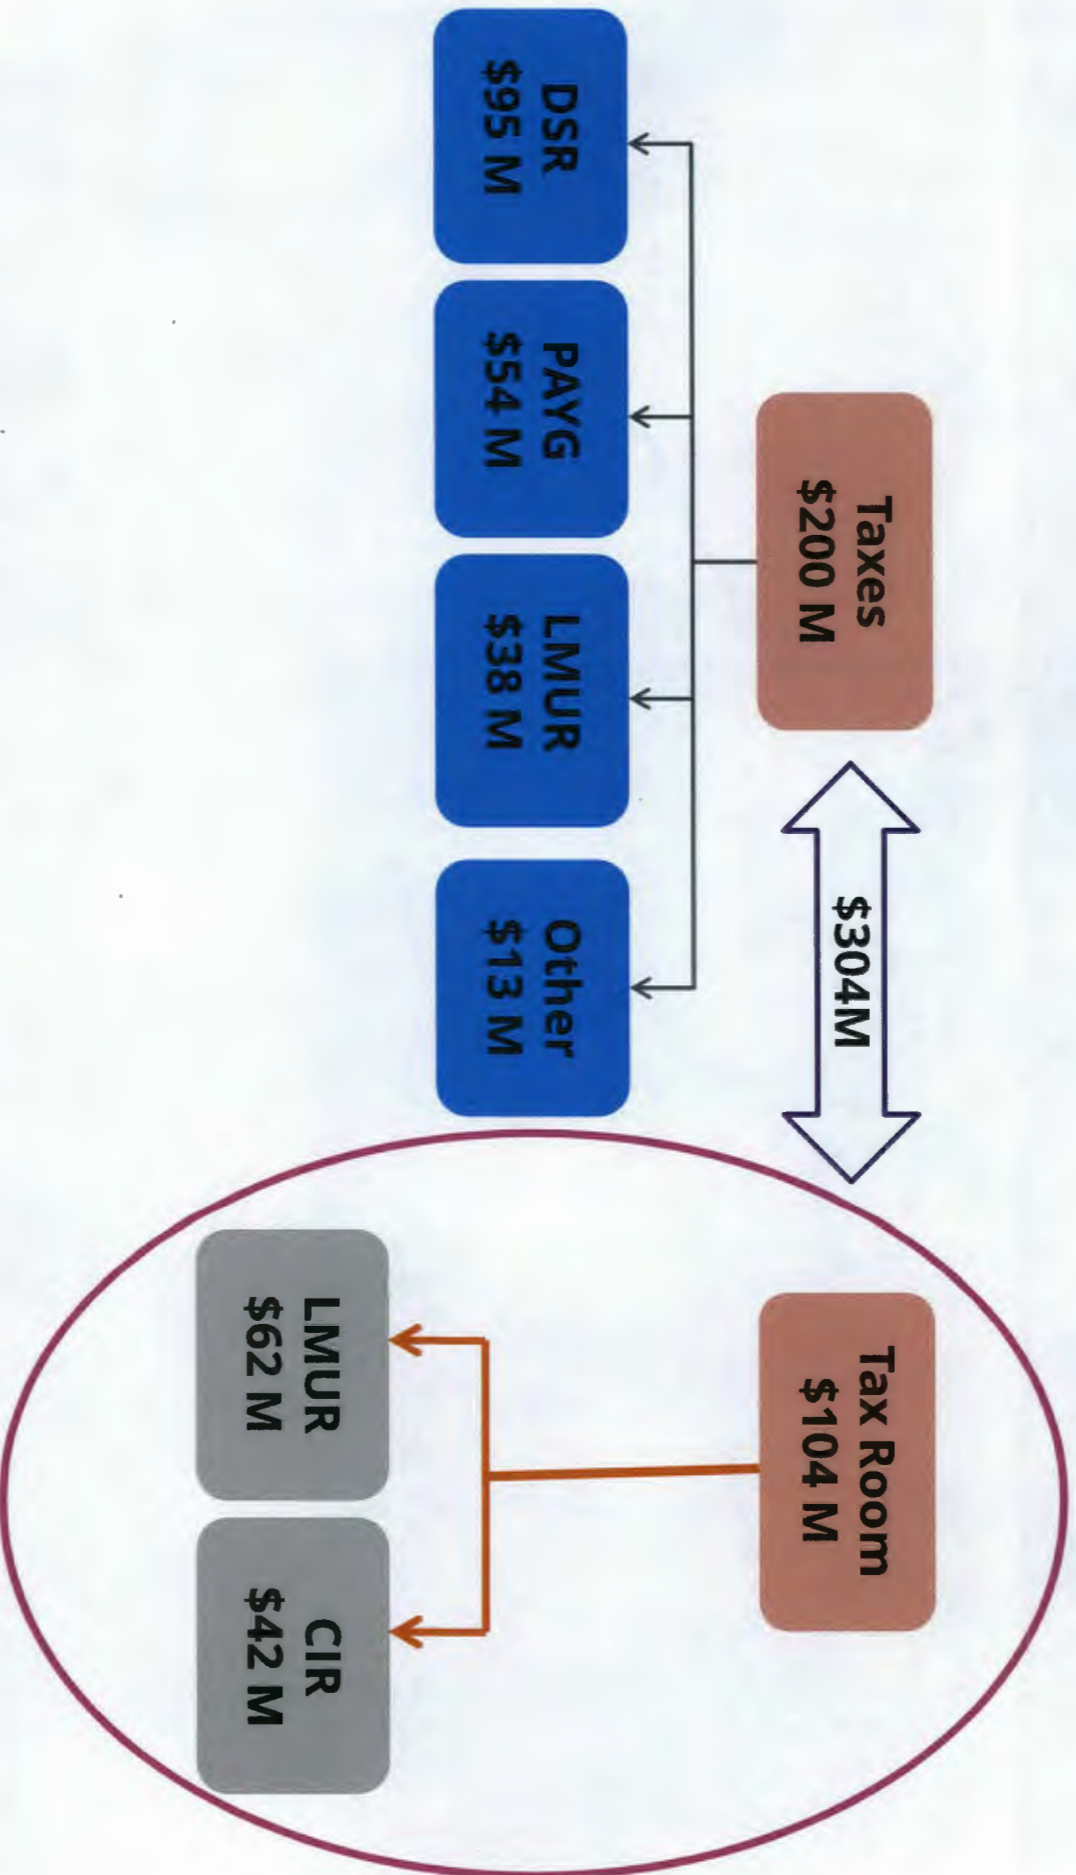 Taxes
$200 M
$304M
Tax Room
$104 M
DSR
$95 M
PAYG
$54 M
LMUR
$38 M
Other
$13 M
LMUR
$62 M
CIR
$42 M